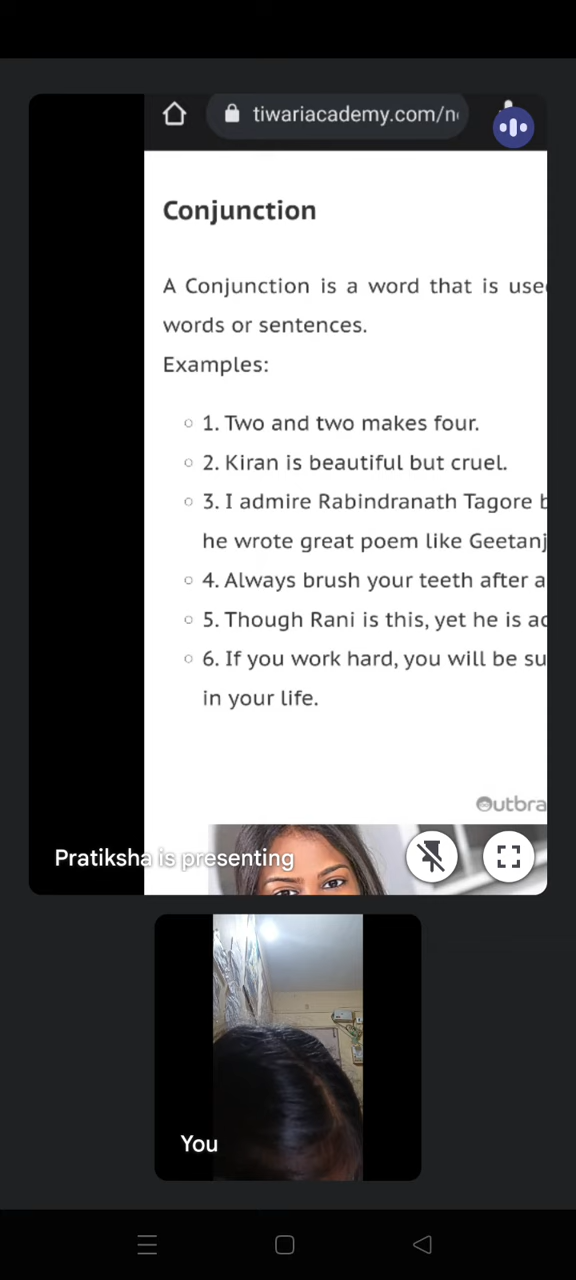 tiwariacademy.com/n
Conjunction
A Conjunction is a word that is use
words or sentences.
Examples:
1. Two and two makes four.
2. Kiran is beautiful but cruel.
3. I admire Rabindranath Tagore b
he wrote great poem like Geetanj
4. Always brush your teeth after a
5. Though Rani is this, yet he is ac
6. If you work hard, you will be su
in your life.
Outbra
Pratiksha is presenting
You